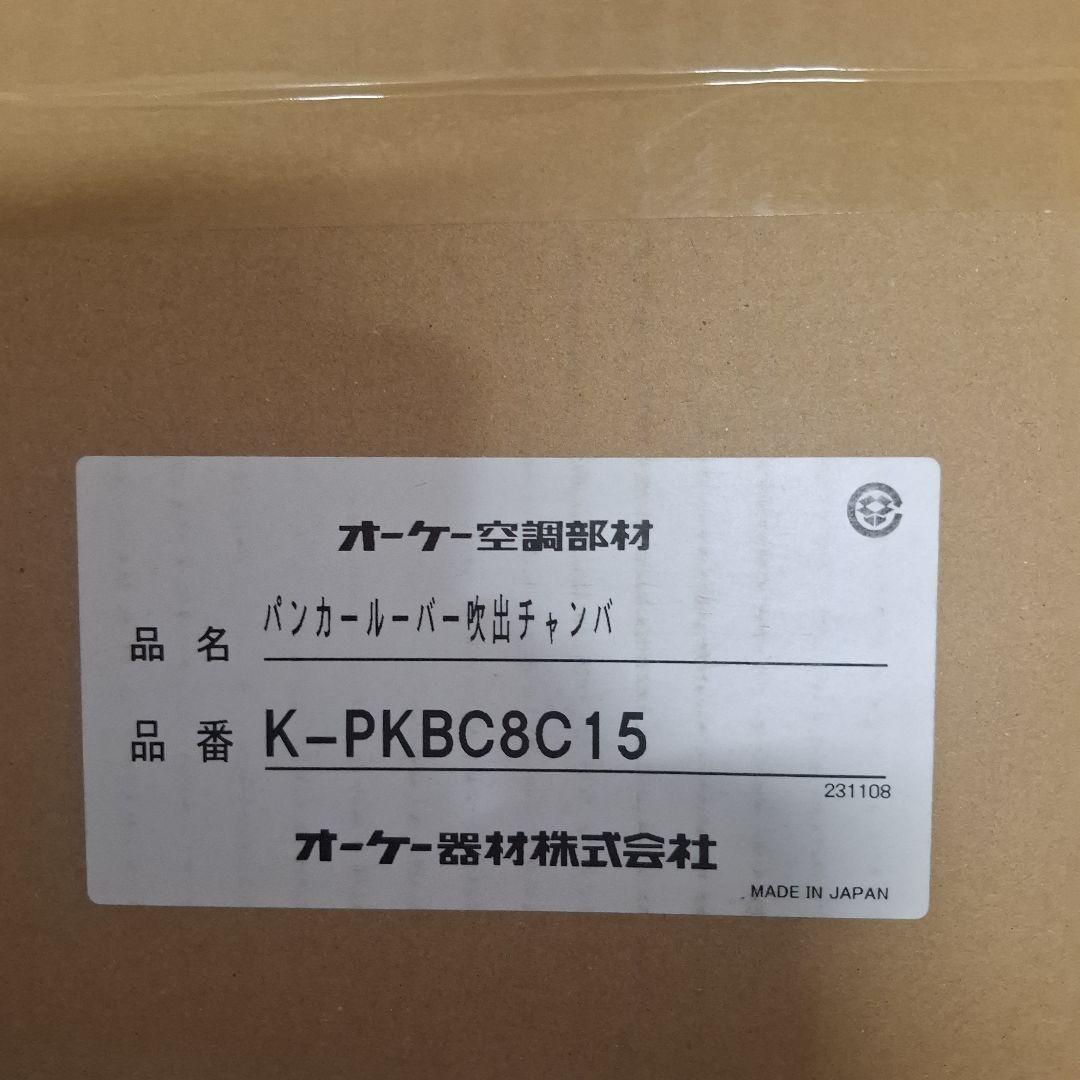 オーケー空調部材
品名 パンカールーバー吹出チャンバ
品番 K-PKBC8C15
231108
オーケー器材株式会社
MADE IN JAPAN